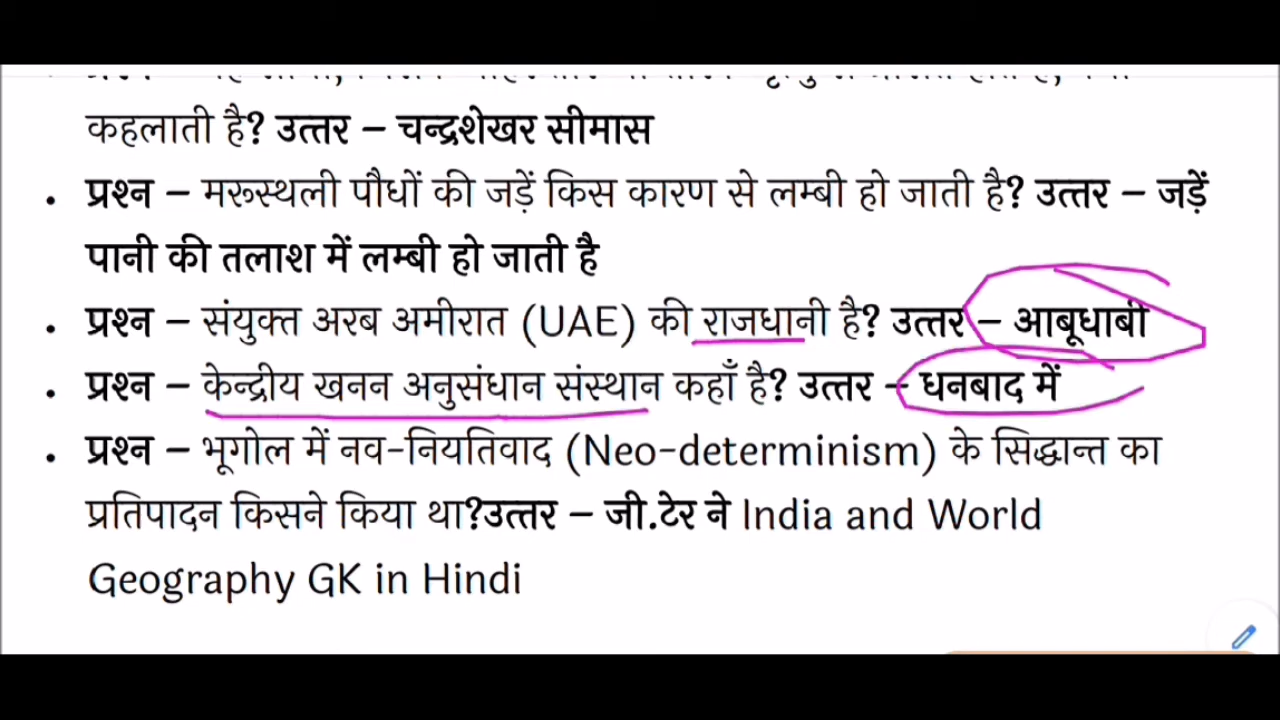 कहलाती है? उत्तर – चन्द्रशेखर सीमास
• प्रश्न – मरुस्थली पौधों की जड़ें किस कारण से लम्बी हो जाती है? उत्तर – जड़ें
पानी की तलाश में लम्बी हो जाती है
• प्रश्न – संयुक्त अरब अमीरात (UAE) की राजधानी है? उत्तर – आबूधाबी
• प्रश्न – केन्द्रीय खनन अनुसंधान संस्थान कहाँ है? उत्तर – धनबाद में
• प्रश्न – भूगोल में नव-नियतिवाद (Neo-determinism) के सिद्धान्त का
प्रतिपादन किसने किया था?उत्तर – जी.टेर ने India and World
Geography GK in Hindi